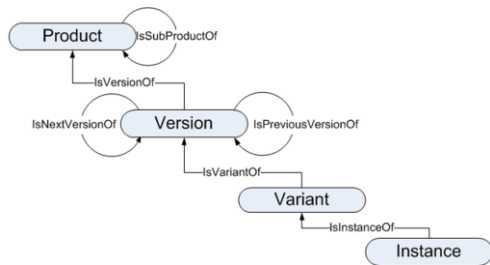 Product
IsSubProductOf
IsVersionOf
IsNextVersionOf
Version
IsPreviousVersionOf
IsVariantOf
Variant
IsInstanceOf
Instance